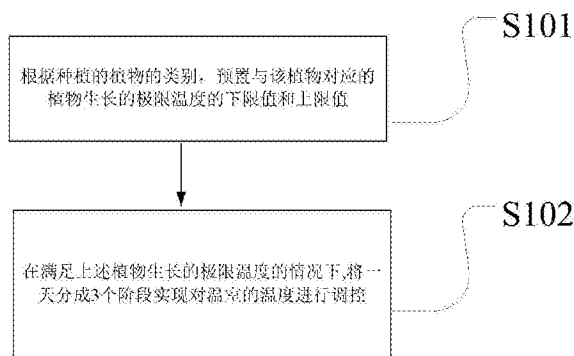 S101
根据种植的植物的类别，预置与该植物对应的
植物生长的极限温度的下限值和上限值
S102
在满足上述植物生长的极限温度的情况下,将一
天分成3个阶段实现对温室的温度进行调控